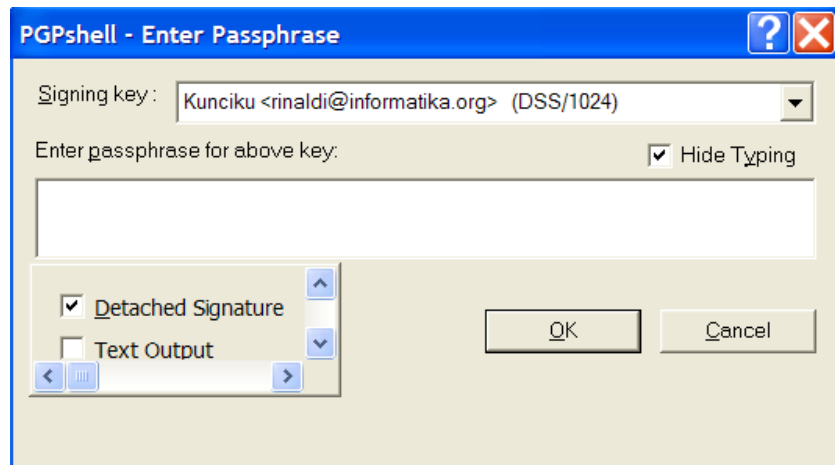 PGPshell - Enter Passphrase
Signing key : Kunciku <rinaldi@informatika.org> (DSS/1024)
Enter passphrase for above key: Hide Typing
Detached Signature
Text Output
OK Cancel